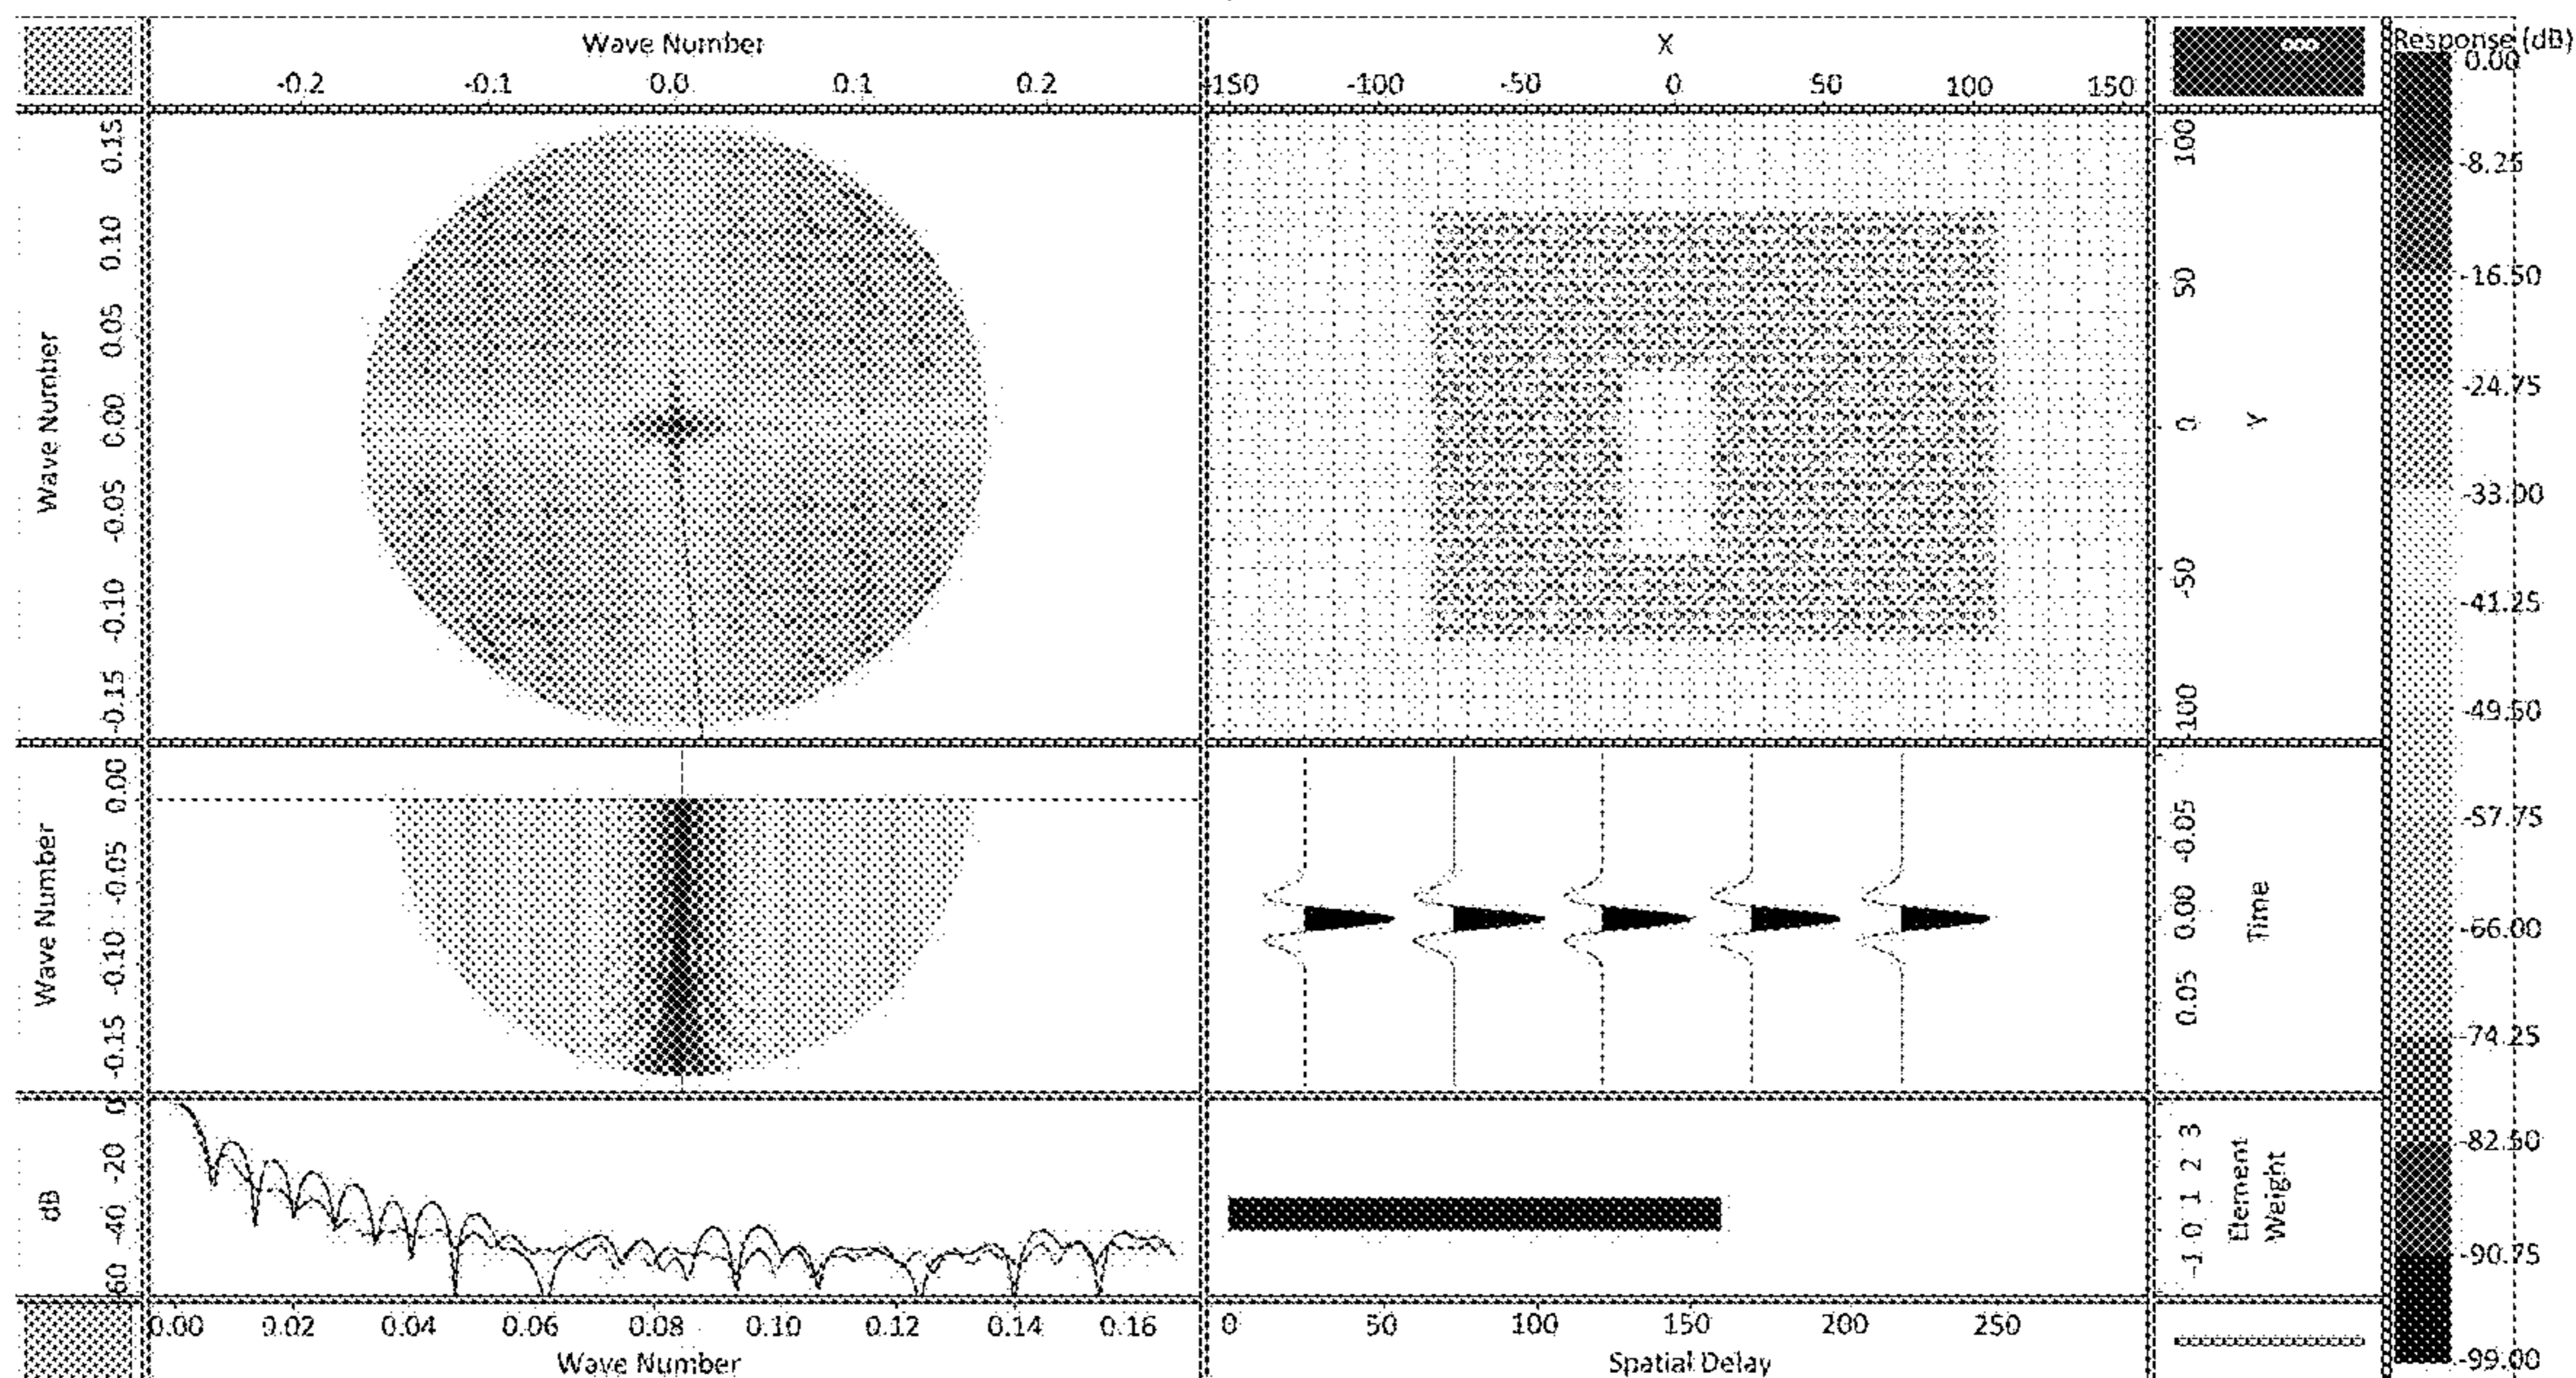 Wave Number
-0.2 -0.1 0.0 0.1 0.2
X
-150 -100 -50 0 50 100 150
Response (dB)
Wave Number
0.15 0.10 0.05 0.00 -0.05 -0.10 -0.15
100 50 0 -50 -100
Y
Wave Number
0.00 -0.05 -0.10 -0.15
-0.05 0.00 0.05
Time
dB
0 -20 -40 -60
-1 0 1 2 3
Element
Weight
0.00 0.02 0.04 0.06 0.08 0.10 0.12 0.14 0.16
Wave Number
0 50 100 150 200 250
Spatial Delay
0.00
-8.25
-16.50
-24.75
-33.00
-41.25
-49.50
-57.75
-66.00
-74.25
-82.50
-90.75
-99.00